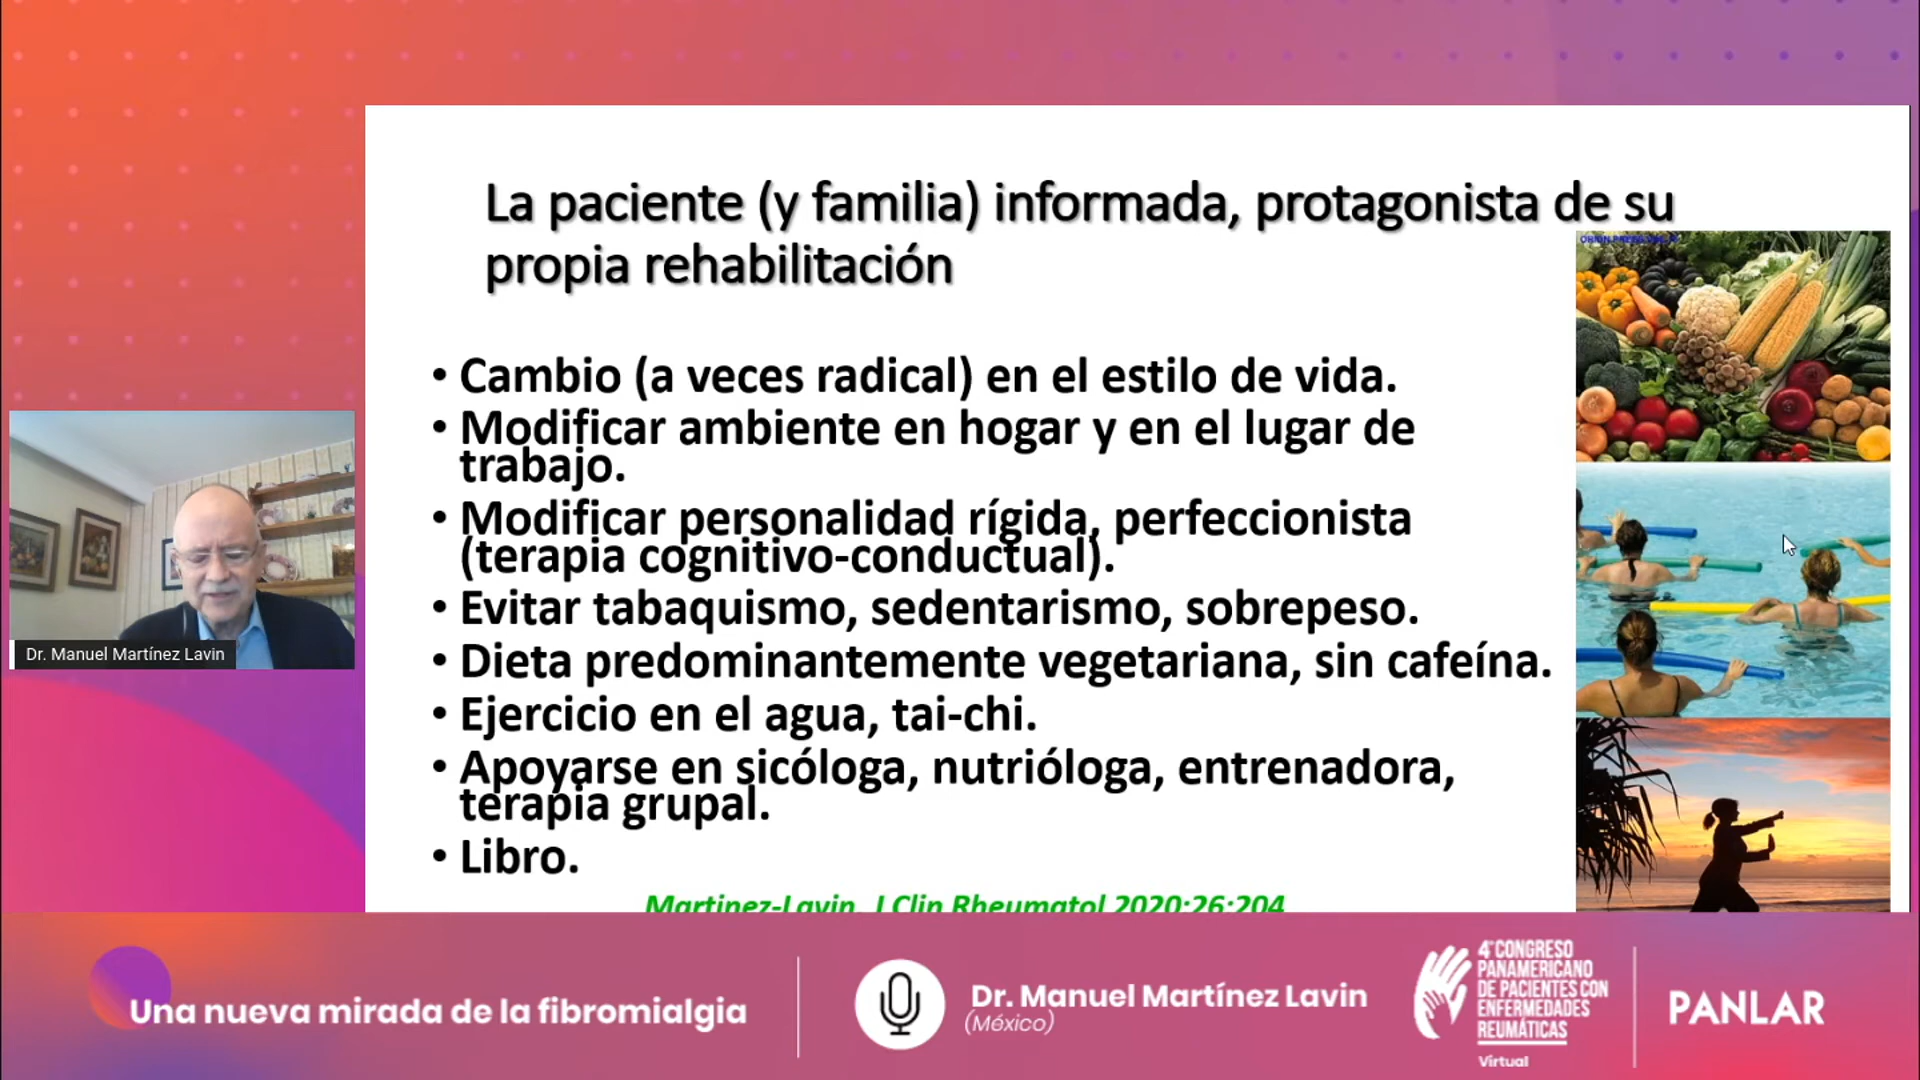 La paciente (y familia) informada, protagonista de su
propia rehabilitación
• Cambio (a veces radical) en el estilo de vida.
• Modificar ambiente en hogar y en el lugar de
trabajo.
• Modificar personalidad rígida, perfeccionista
(terapia cognitivo-conductual).
• Evitar tabaquismo, sedentarismo, sobrepeso.
• Dieta predominantemente vegetariana, sin cafeína.
• Ejercicio en el agua, tai-chi.
• Apoyarse en sicóloga, nutrióloga, entrenadora,
terapia grupal.
• Libro.
Martinez-Lavin. J Clin Rheumatol 2020:26:204
Dr. Manuel Martínez Lavin
Una nueva mirada de la fibromialgia
Dr. Manuel Martínez Lavin
(México)
4° CONGRESO
PANAMERICANO
DE PACIENTES CON
ENFERMEDADES
REUMÁTICAS
Virtual
PANLAR